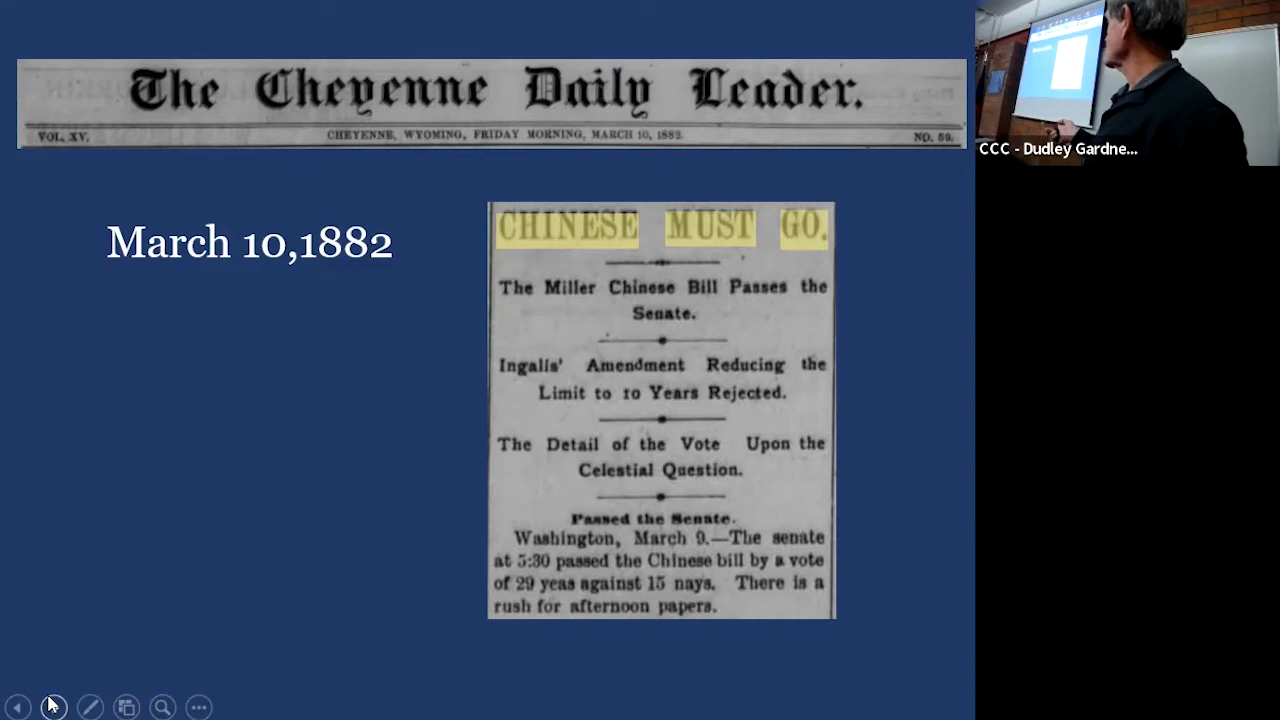 The Cheyenne Daily Leader.
VOL. XV.
CHEYENNE, WYOMING, FRIDAY MORNING, MARCH 10, 1882.
NO. 59.
March 10,1882
CHINESE MUST GO.
The Miller Chinese Bill Passes the
Senate.
Ingalls' Amendment Reducing the
Limit to 10 Years Rejected.
The Detail of the Vote Upon the
Celestial Question.
Passed the Senate.
Washington, March 9.—The senate
at 5:30 passed the Chinese bill by a vote
of 29 yeas against 15 nays. There is a
rush for afternoon papers.
CCC - Dudley Gardne...